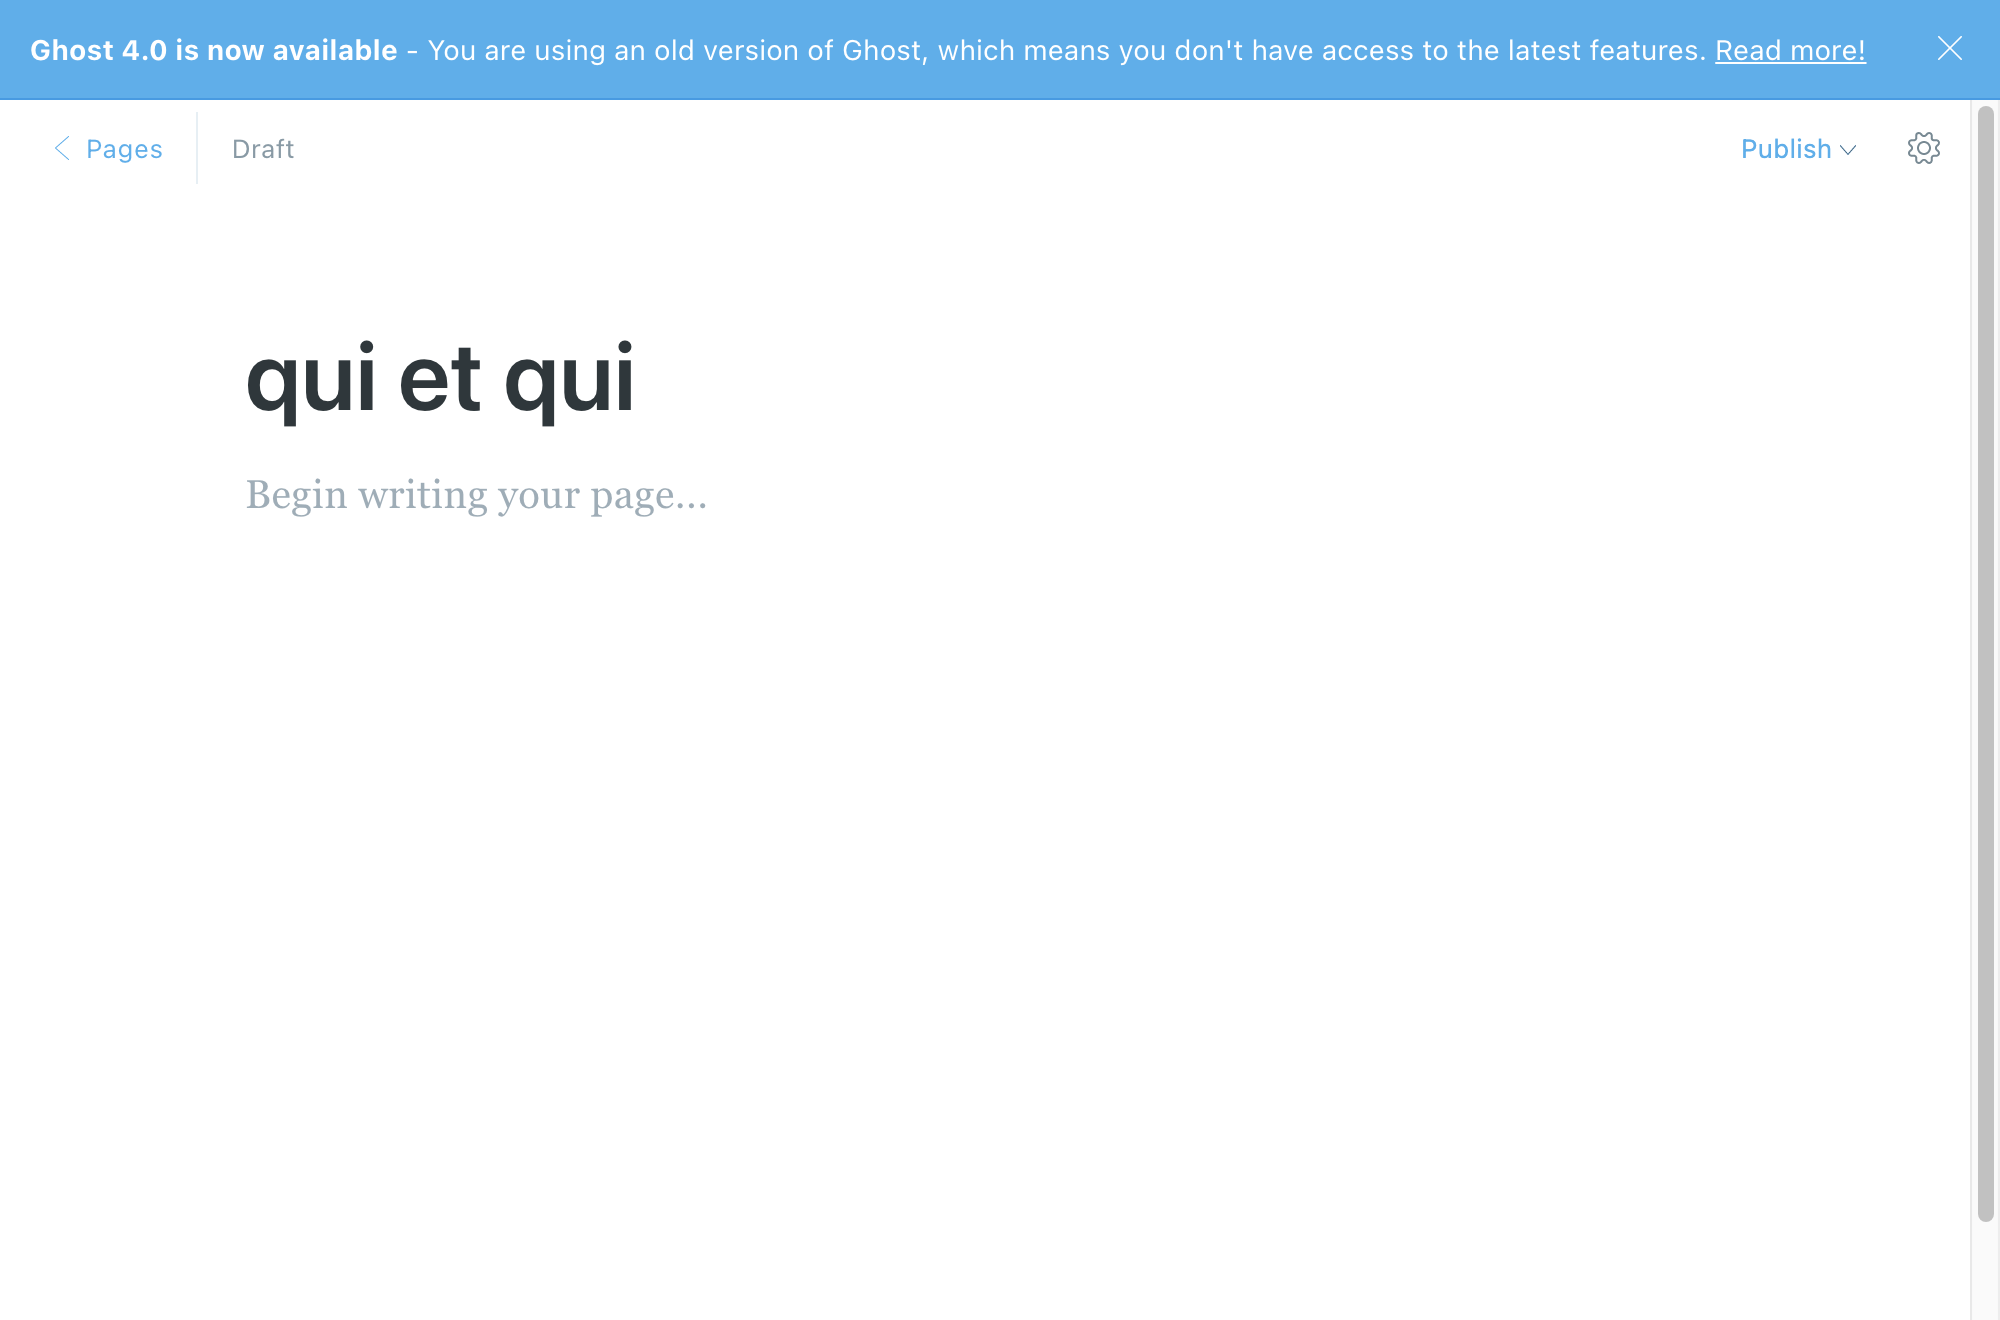 Ghost 4.0 is now available - You are using an old version of Ghost, which means you don't have access to the latest features. Read more!
Pages
Draft
Publish
qui et qui
Begin writing your page...